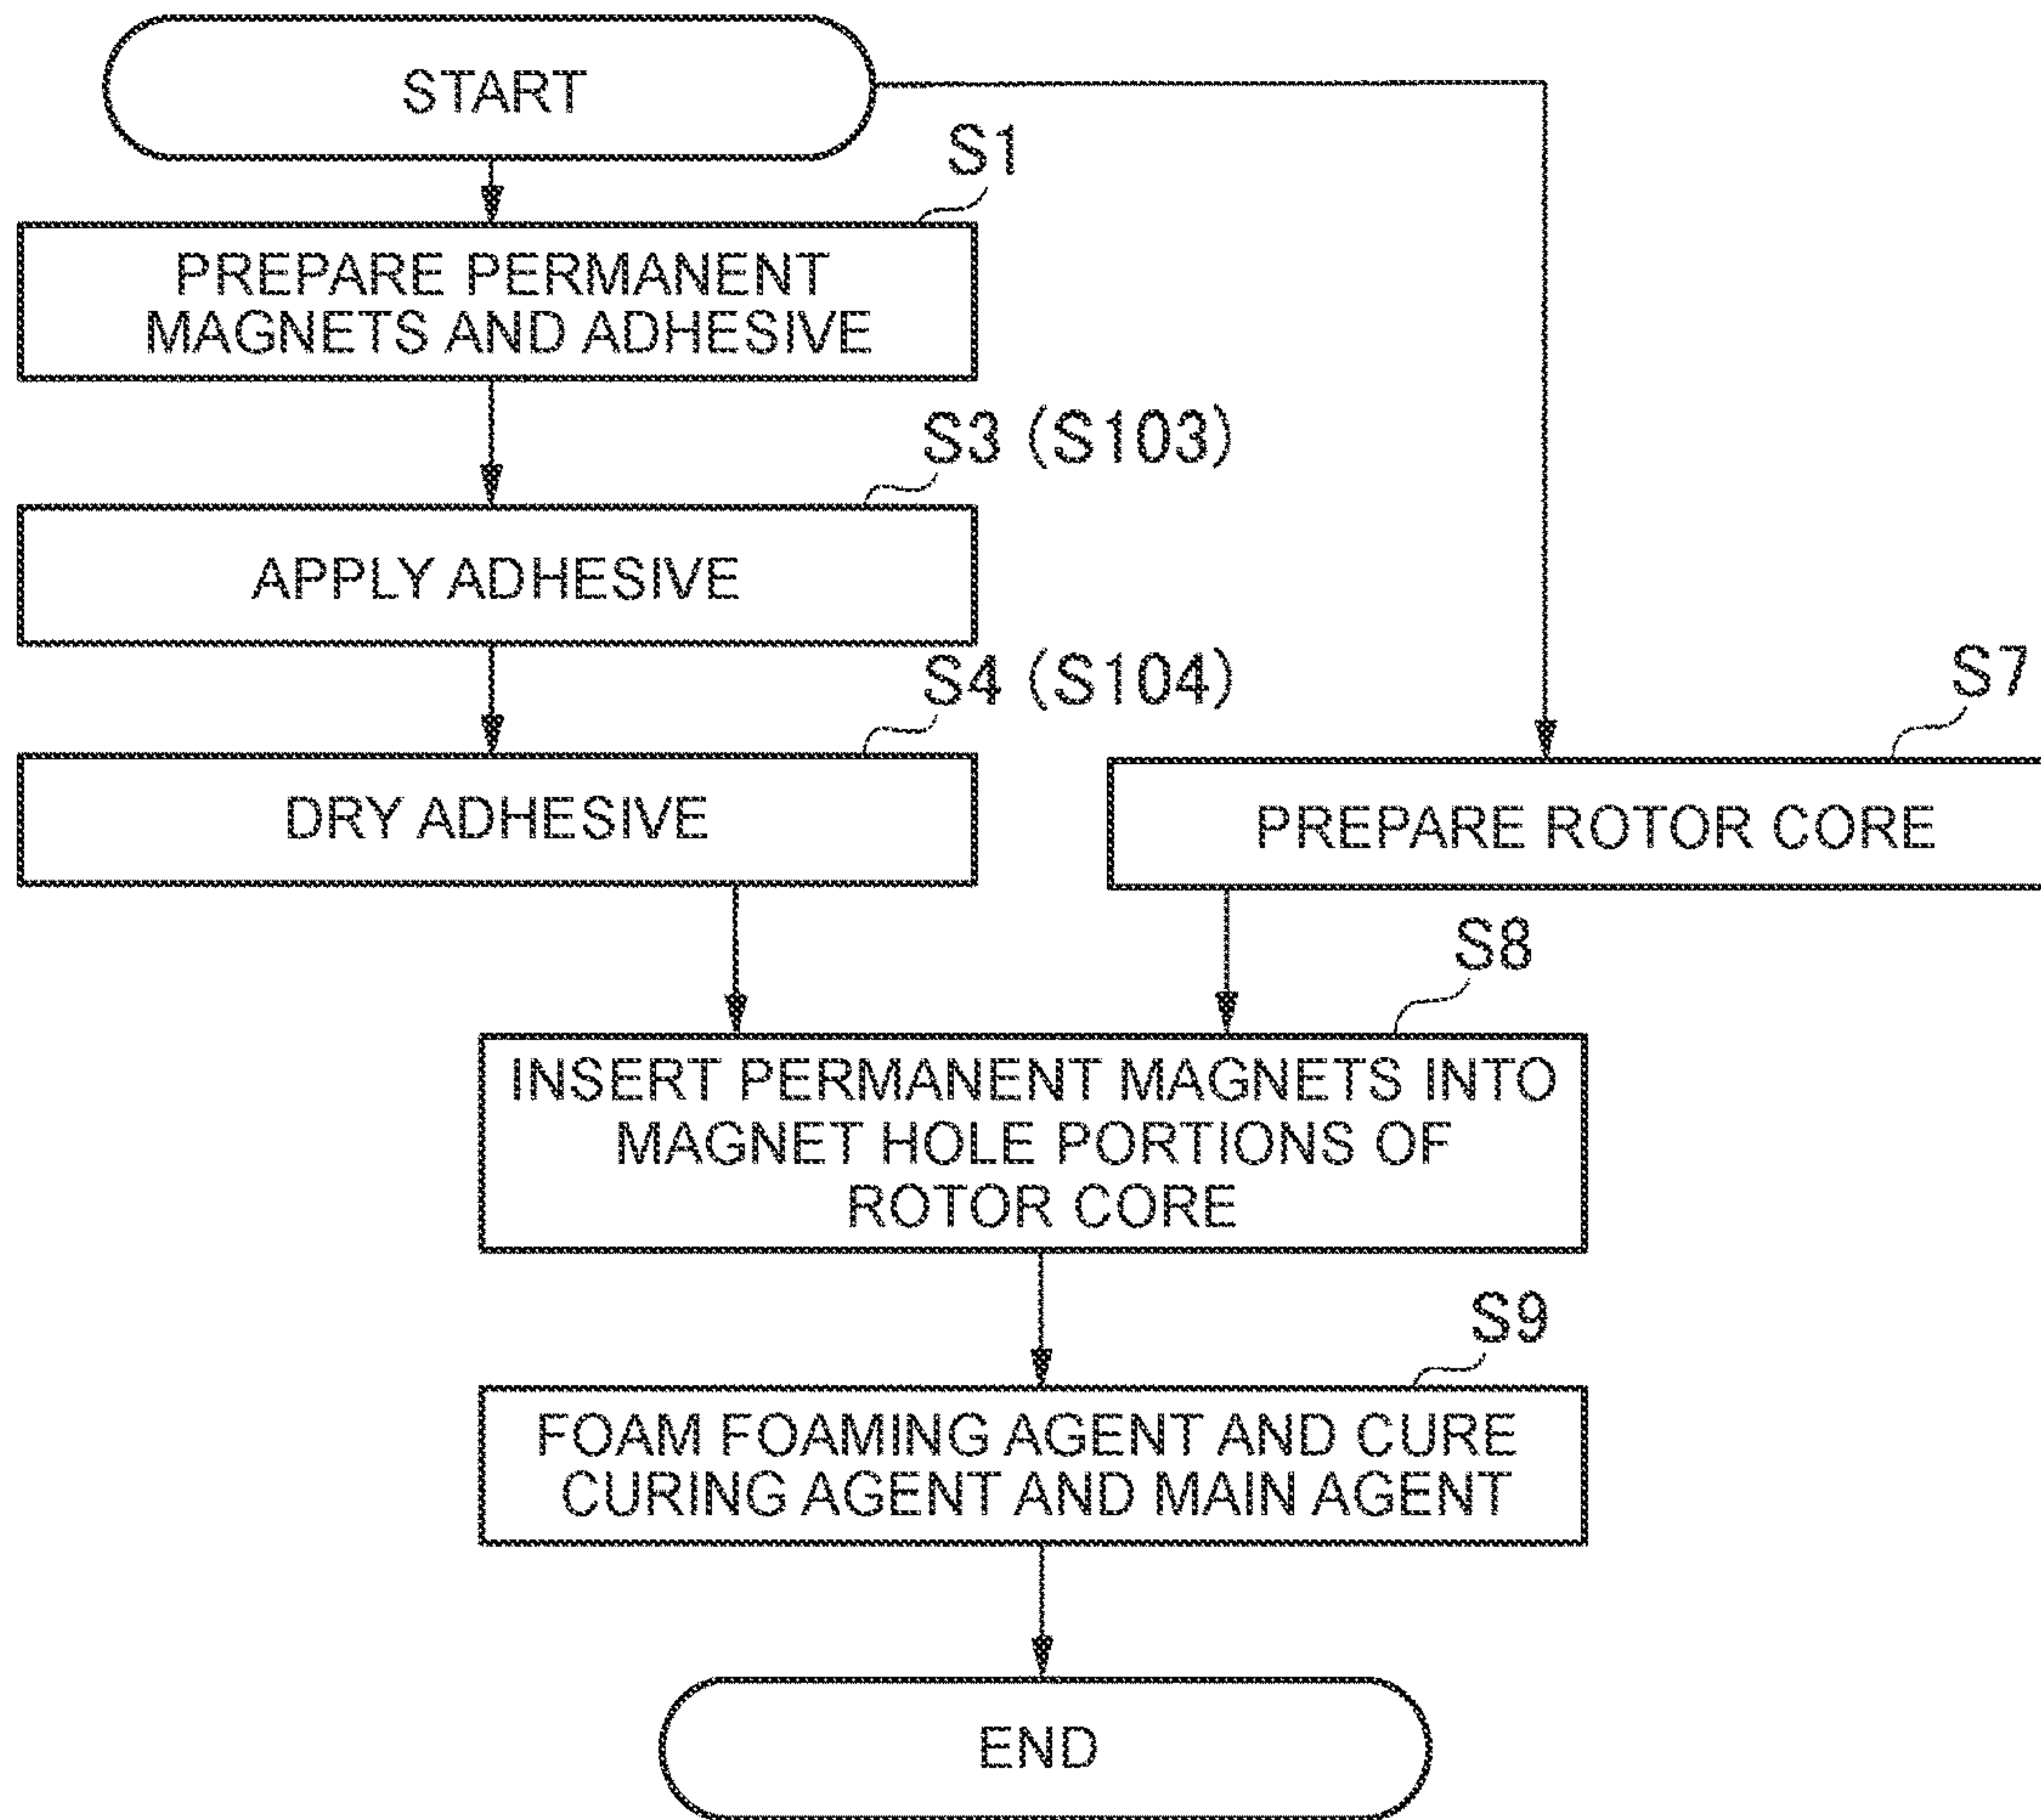 START
S1
PREPARE PERMANENT
MAGNETS AND ADHESIVE
S3 (S103)
APPLY ADHESIVE
S4 (S104)
DRY ADHESIVE
S7
PREPARE ROTOR CORE
S8
INSERT PERMANENT MAGNETS INTO
MAGNET HOLE PORTIONS OF
ROTOR CORE
S9
FOAM FOAMING AGENT AND CURE
CURING AGENT AND MAIN AGENT
END